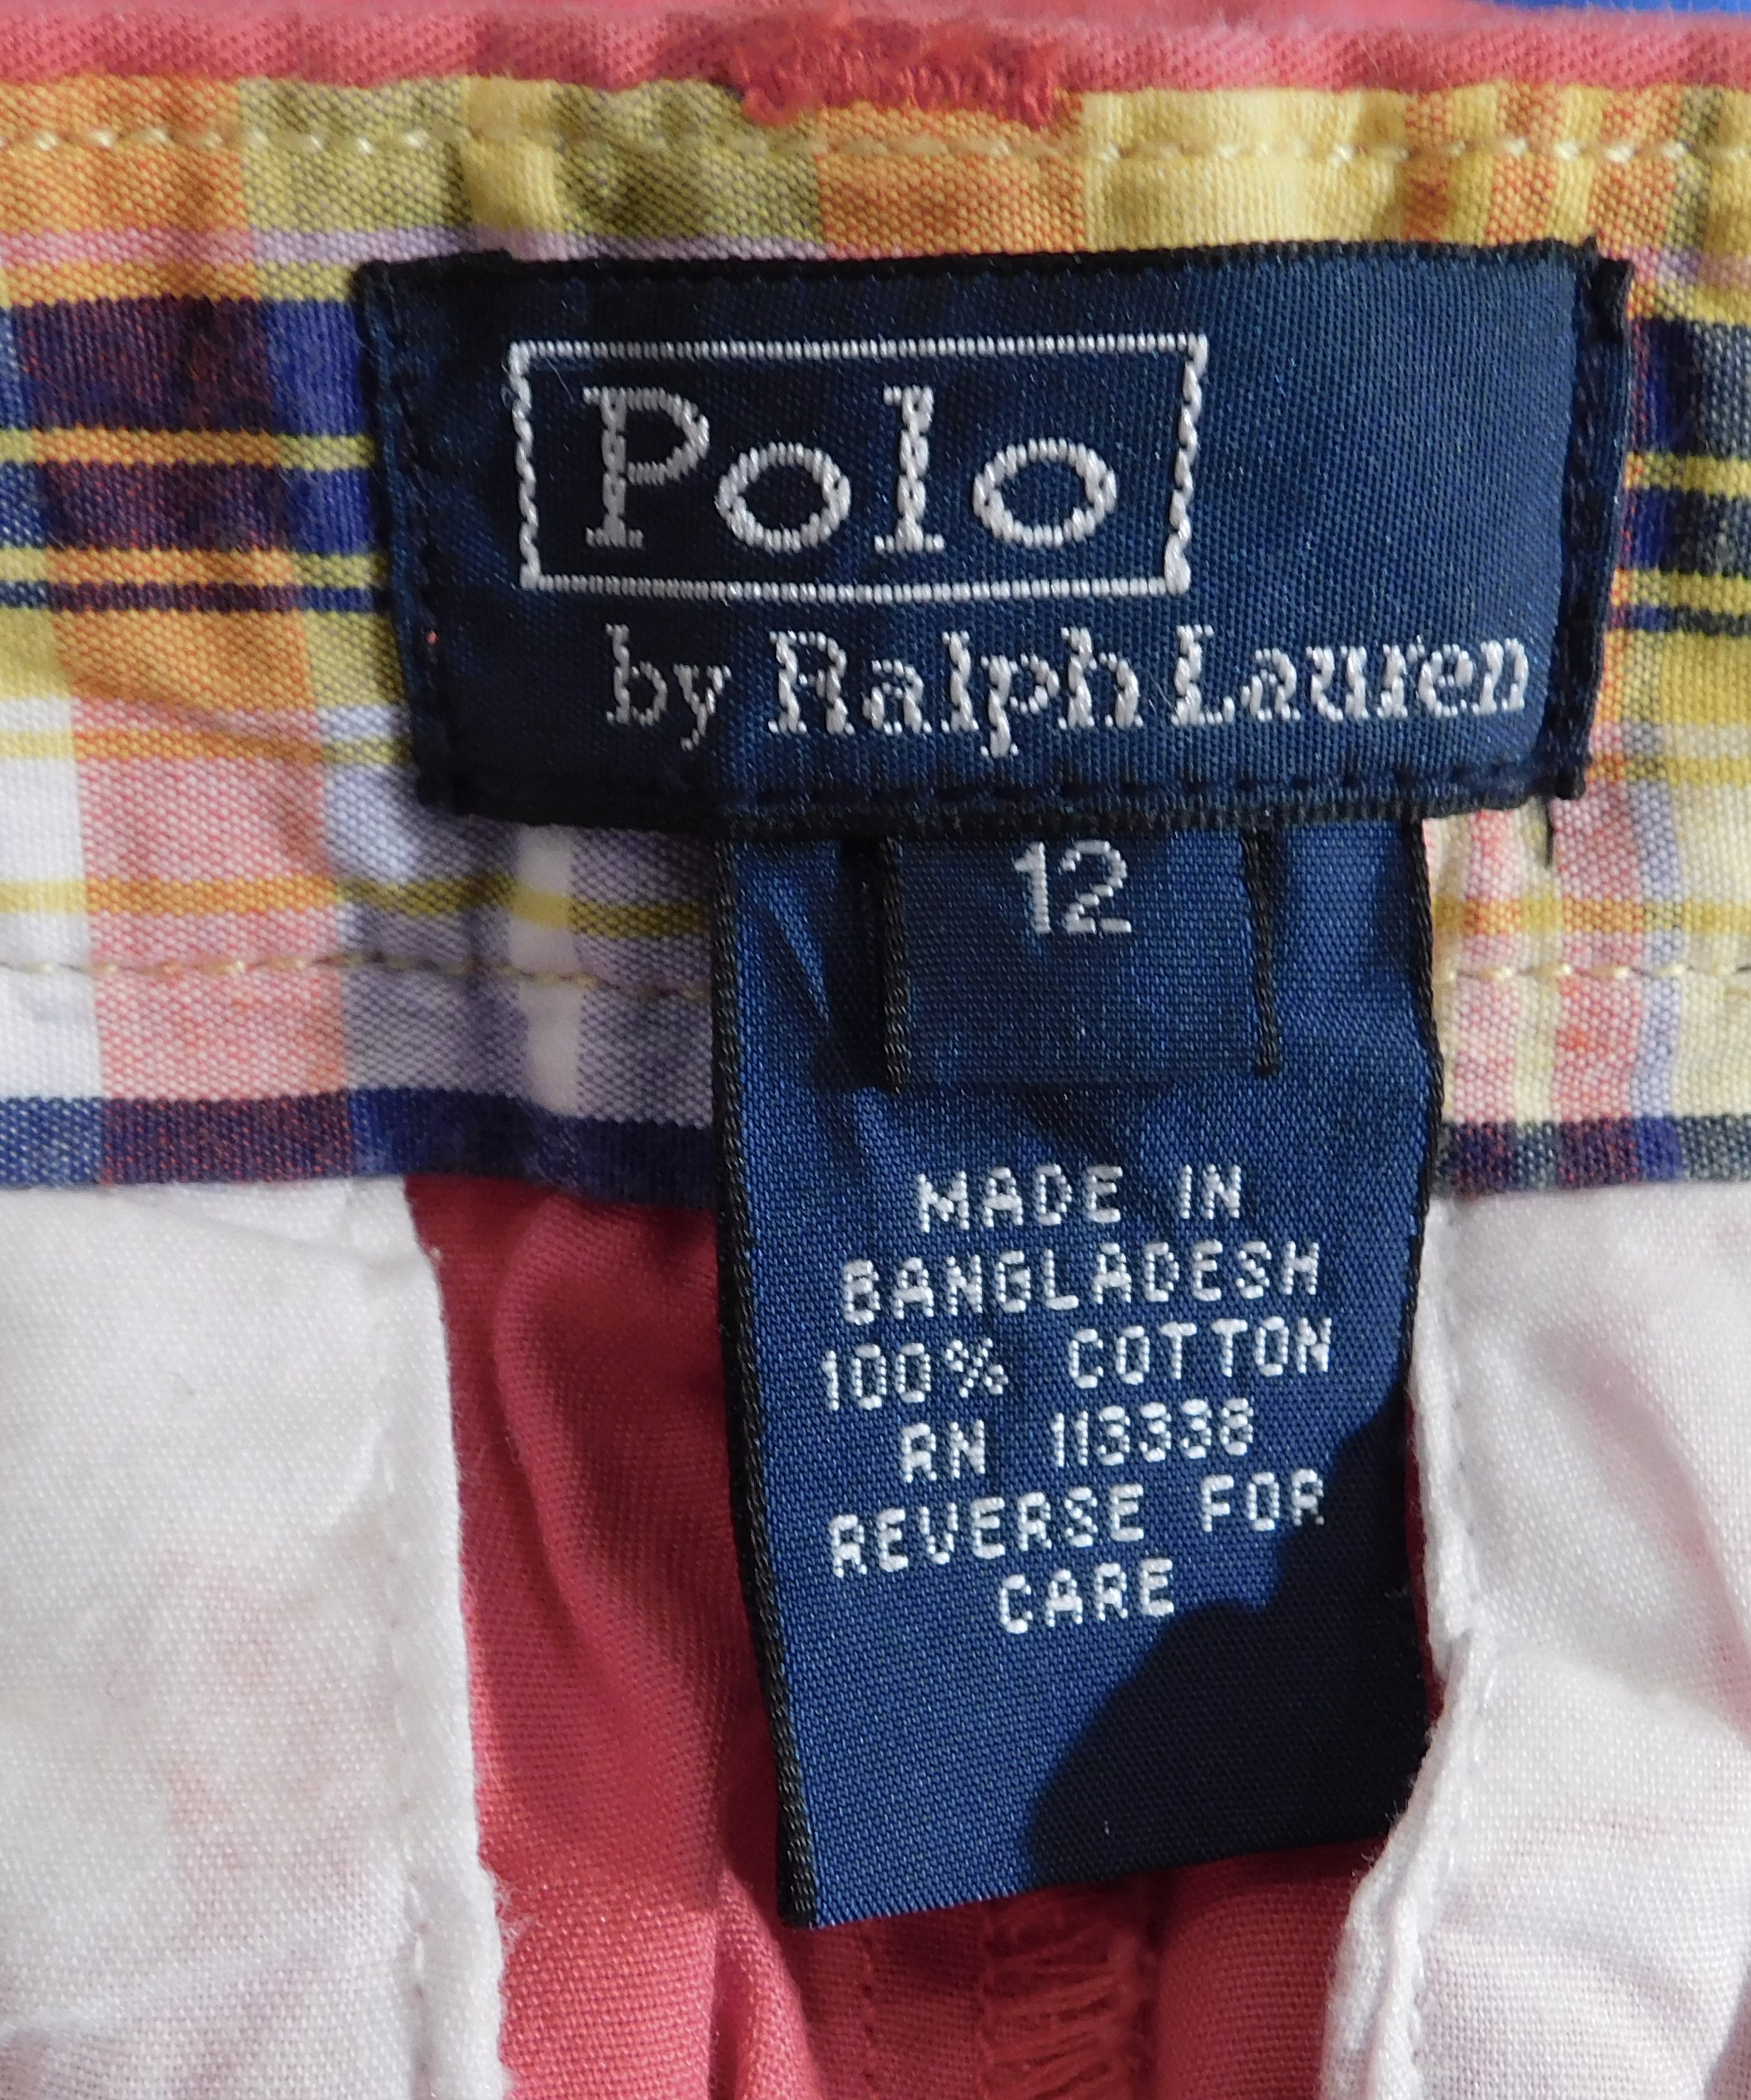 Polo
by Ralph Lauren
12
MADE IN
BANGLADESH
100% COTTON
RN 113338
REVERSE FOR
CARE